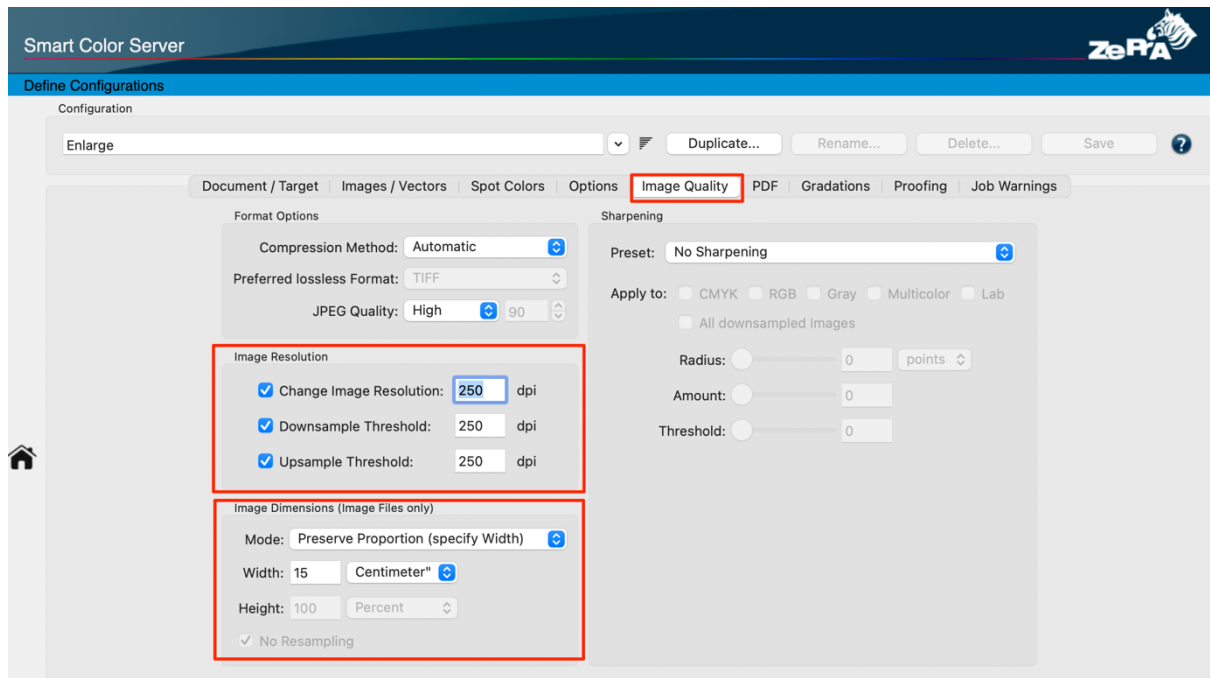 Smart Color Server
ZePrA
Define Configurations
Configuration
Enlarge Duplicate... Rename... Delete... Save ?
Document / Target Images / Vectors Spot Colors Options Image Quality PDF Gradations Proofing Job Warnings
Format Options
Compression Method: Automatic
Preferred lossless Format: TIFF
JPEG Quality: High 90
Image Resolution
Change Image Resolution: 250 dpi
Downsample Threshold: 250 dpi
Upsample Threshold: 250 dpi
Image Dimensions (Image Files only)
Mode: Preserve Proportion (specify Width)
Width: 15 Centimeter"
Height: 100 Percent
No Resampling
Sharpening
Preset: No Sharpening
Apply to: CMYK RGB Gray Multicolor Lab
All downsampled Images
Radius: 0 points
Amount: 0
Threshold: 0